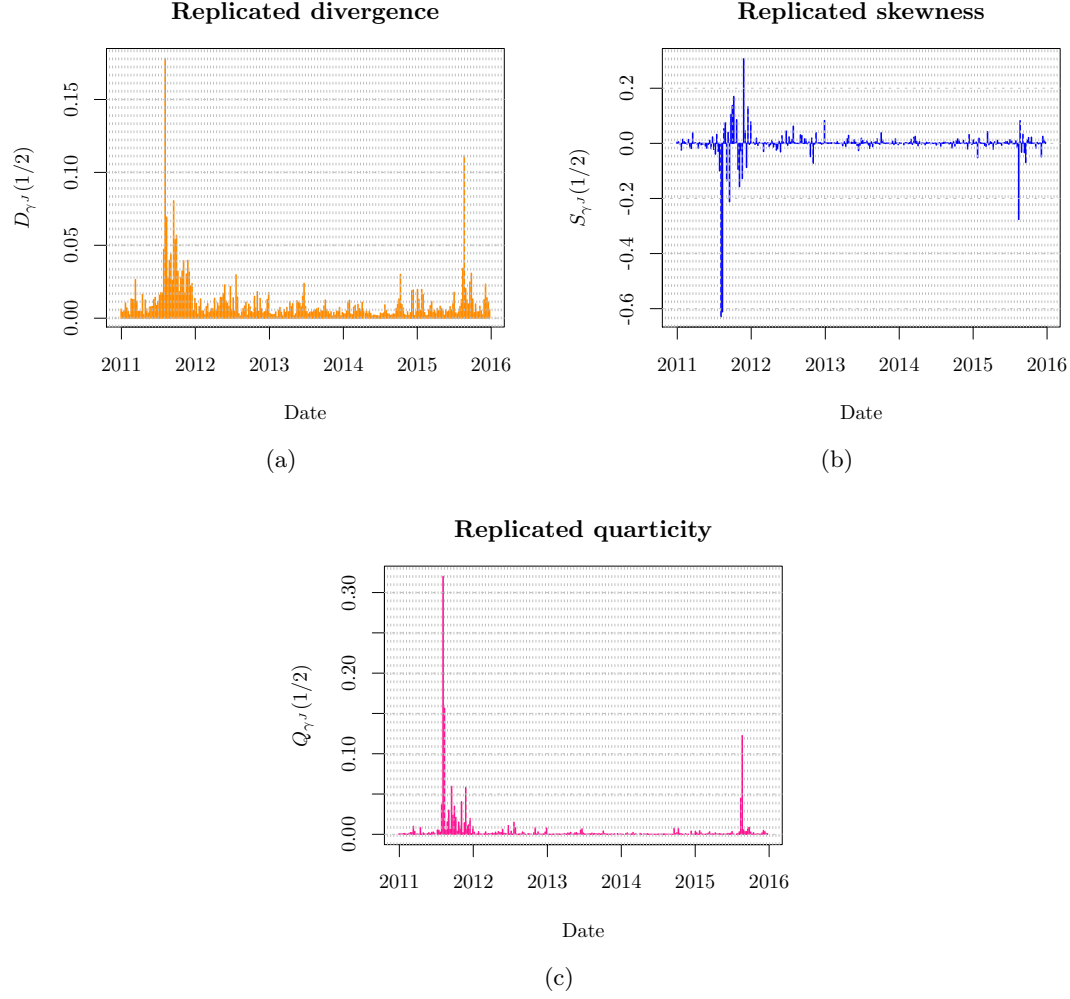 Replicated divergence
D_{γ^J}(1/2)
0.15
0.10
0.05
0.00
2011 2012 2013 2014 2015 2016
Date
(a)
Replicated skewness
S_{γ^J}(1/2)
0.2
0.0
-0.2
-0.4
-0.6
2011 2012 2013 2014 2015 2016
Date
(b)
Replicated quarticity
Q_{γ^J}(1/2)
0.30
0.20
0.10
0.00
2011 2012 2013 2014 2015 2016
Date
(c)